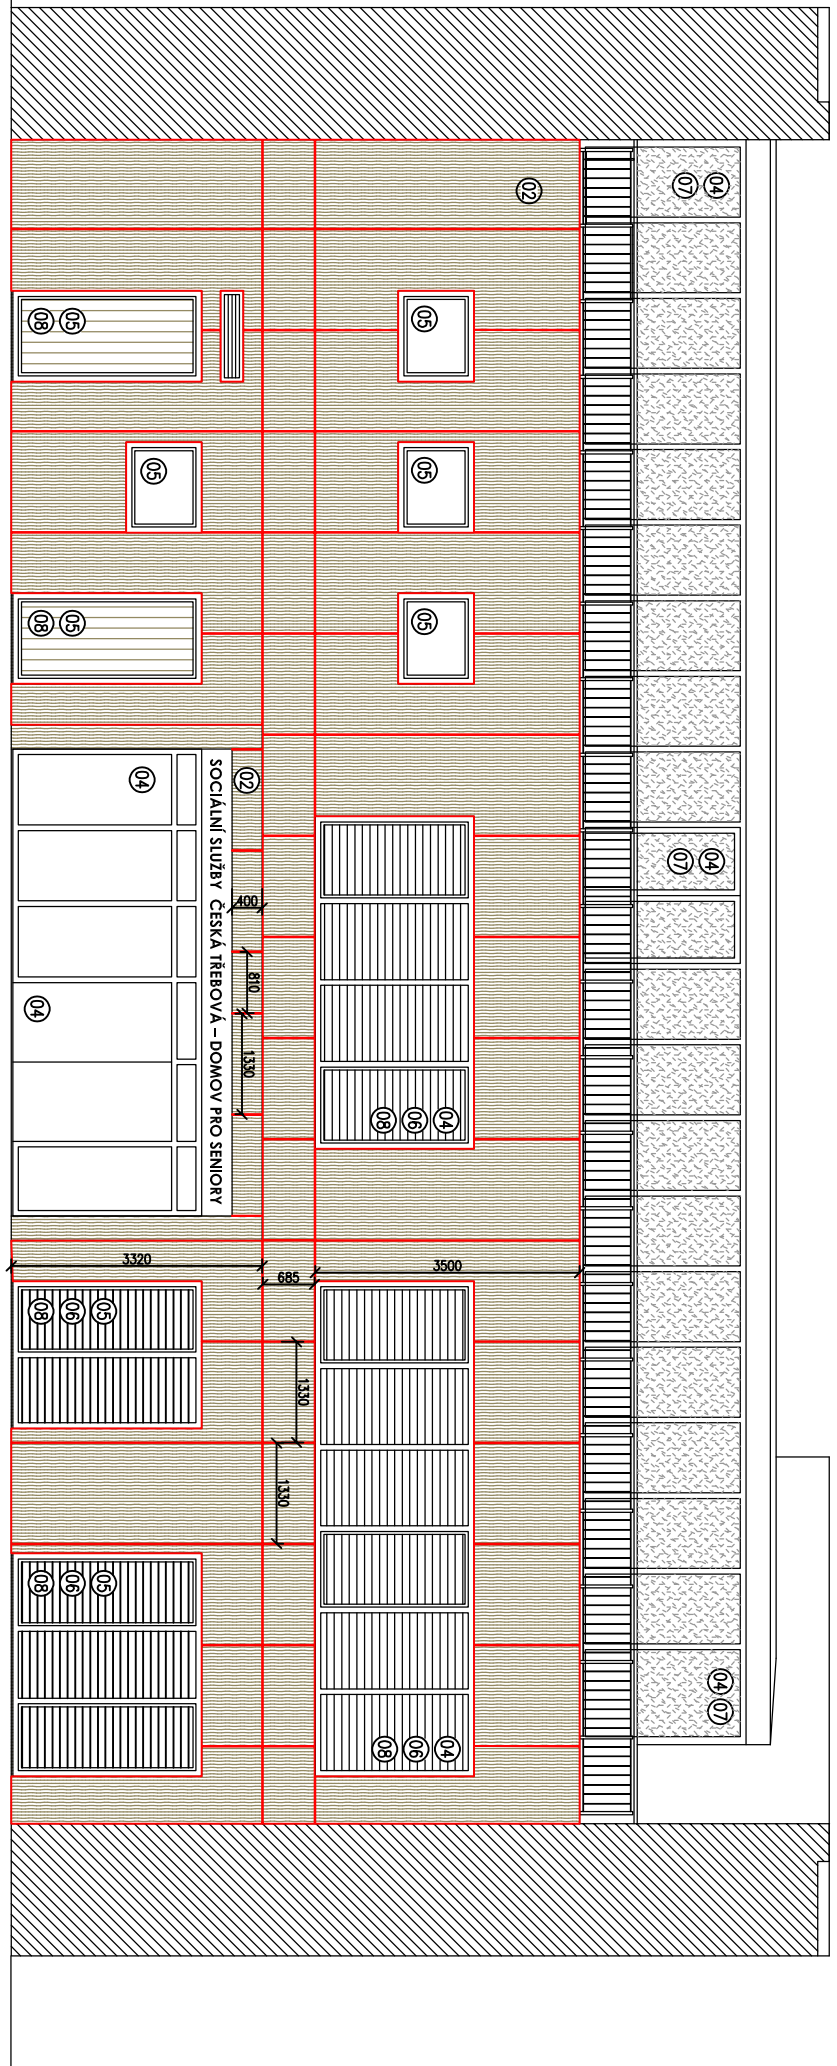 04 04 04 07
07 07
02
04 3500 04
05 05 05 06 06
08 08
1330
685 1330
02 400 810 1330
SOCIÁLNÍ SLUŽBY ČESKÁ TŘEBOVÁ – DOMOV PRO SENIORY
05 04 3320
05 05
05 05 06 06
08 08 04 08 08